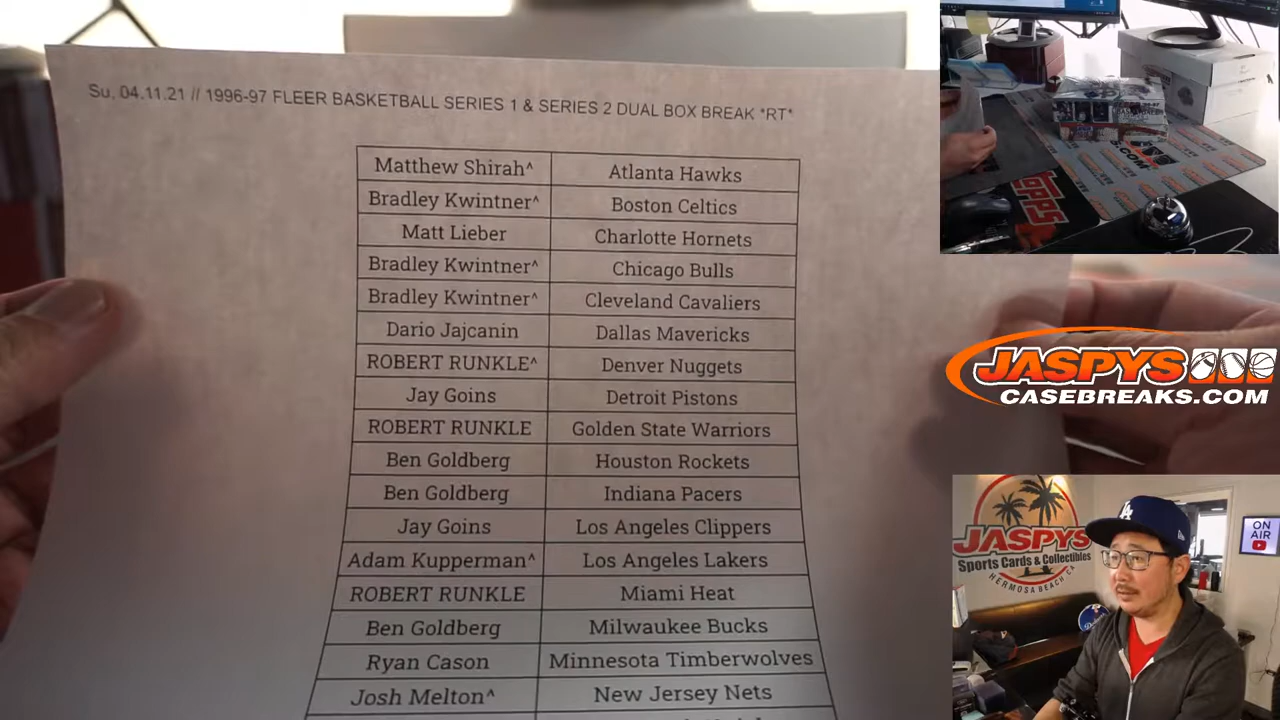 Su, 04.11.21 // 1996-97 FLEER BASKETBALL SERIES 1 & SERIES 2 DUAL BOX BREAK *RT*
Matthew Shirah^ Atlanta Hawks
Bradley Kwintner^ Boston Celtics
Matt Lieber Charlotte Hornets
Bradley Kwintner^ Chicago Bulls
Bradley Kwintner^ Cleveland Cavaliers
Dario Jajcanin Dallas Mavericks
ROBERT RUNKLE^ Denver Nuggets
Jay Goins Detroit Pistons
ROBERT RUNKLE Golden State Warriors
Ben Goldberg Houston Rockets
Ben Goldberg Indiana Pacers
Jay Goins Los Angeles Clippers
Adam Kupperman^ Los Angeles Lakers
ROBERT RUNKLE Miami Heat
Ben Goldberg Milwaukee Bucks
Ryan Cason Minnesota Timberwolves
Josh Melton^ New Jersey Nets
S.COM
TOPPS
JASPYS
CASEBREAKS.COM
JASPYS
Sports Cards & Collectibles
HERMOSA BEACH CA
LA
ON
AIR